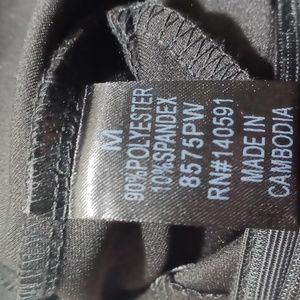 M
90%POLYESTER
10%SPANDEX
8575PW
RN#140591
MADE IN
CAMBODIA